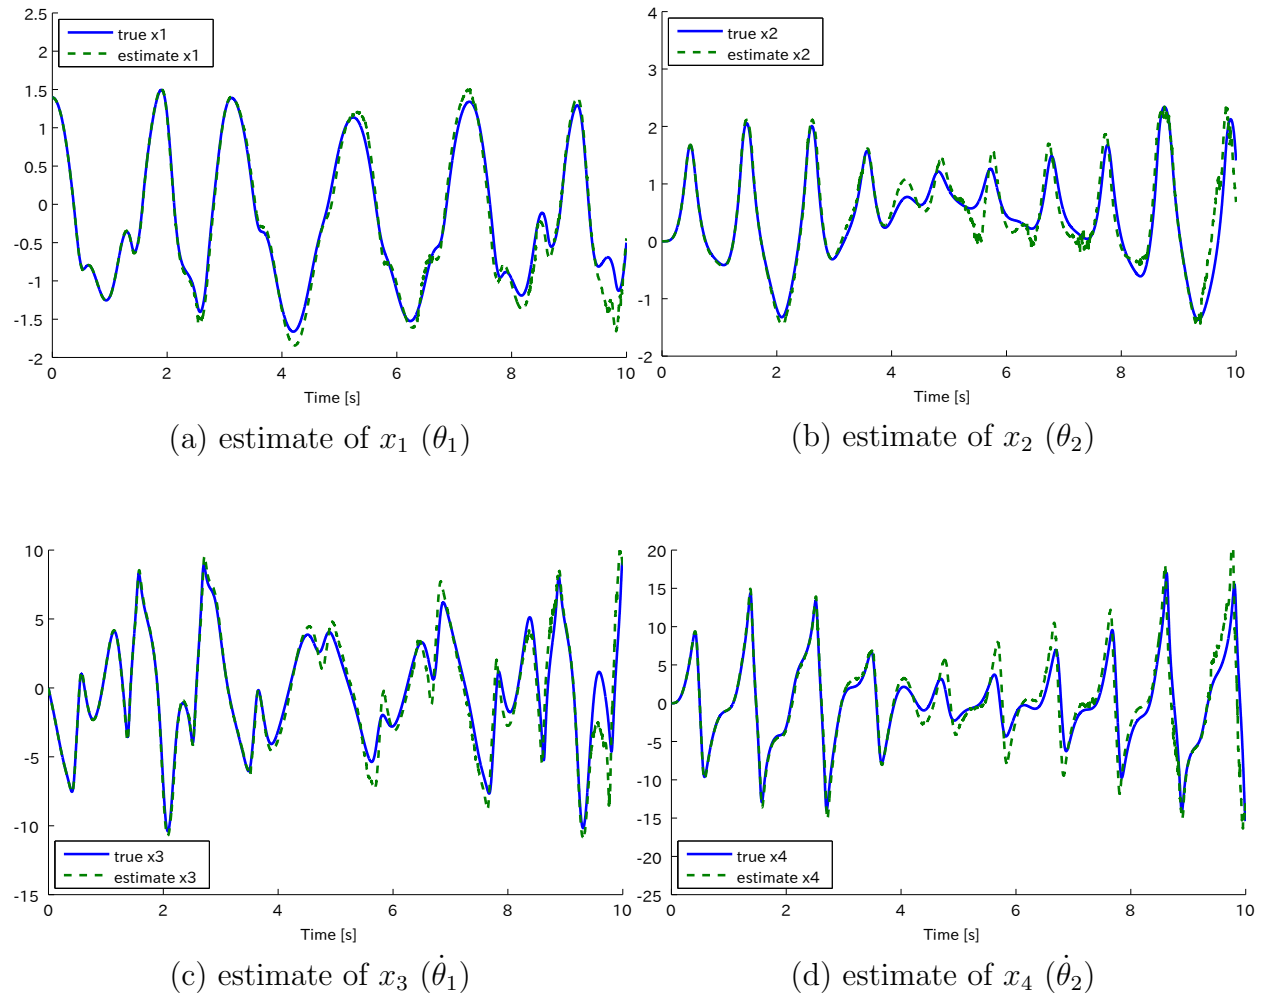 2.5
2
1.5
1
0.5
0
-0.5
-1
-1.5
-2
true x1
estimate x1
0 2 4 6 8 10
Time [s]
(a) estimate of x₁ (θ₁)
4
3
2
1
0
-1
-2
true x2
estimate x2
0 2 4 6 8 10
Time [s]
(b) estimate of x₂ (θ₂)
10
5
0
-5
-10
-15
true x3
estimate x3
0 2 4 6 8 10
Time [s]
(c) estimate of x₃ (θ̇₁)
20
15
10
5
0
-5
-10
-15
-20
-25
true x4
estimate x4
0 2 4 6 8 10
Time [s]
(d) estimate of x₄ (θ̇₂)